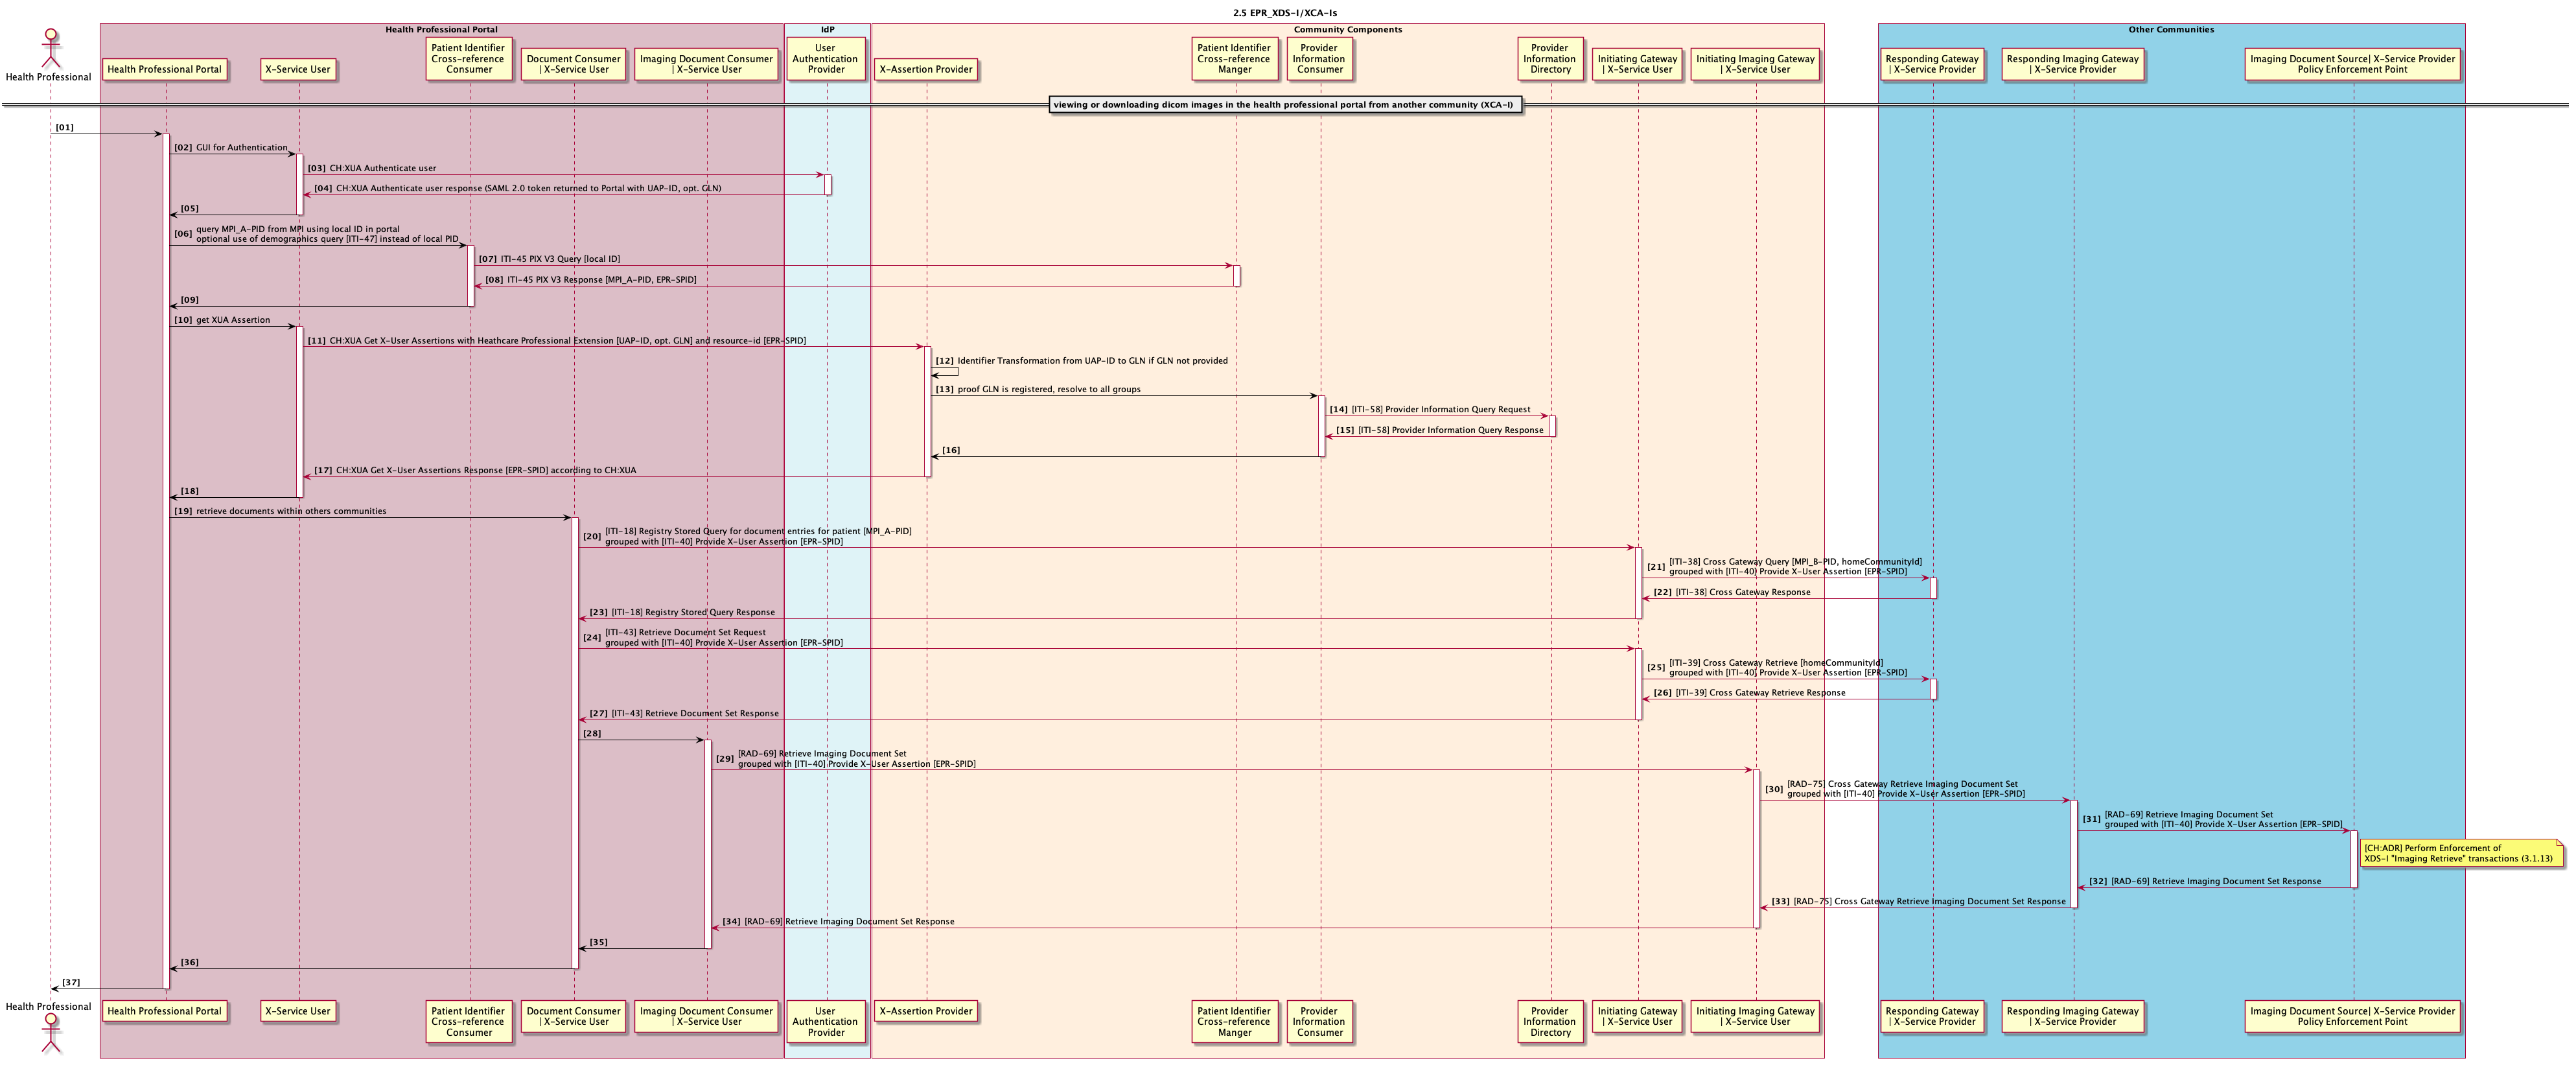 2.5 EPR_XDS-I/XCA-Is
Health Professional Portal
IdP
Community Components
Other Communities
Health Professional
Health Professional Portal
X-Service User
Patient Identifier
Cross-reference
Consumer
Document Consumer
| X-Service User
Imaging Document Consumer
| X-Service User
User
Authentication
Provider
X-Assertion Provider
Patient Identifier
Cross-reference
Manger
Provider
Information
Consumer
Provider
Information
Directory
Initiating Gateway
| X-Service User
Initiating Imaging Gateway
| X-Service User
Responding Gateway
| X-Service Provider
Responding Imaging Gateway
| X-Service Provider
Imaging Document Source| X-Service Provider
Policy Enforcement Point
viewing or downloading dicom images in the health professional portal from another community (XCA-I)
[01]
[02] GUI for Authentication
[03] CH:XUA Authenticate user
[04] CH:XUA Authenticate user response (SAML 2.0 token returned to Portal with UAP-ID, opt. GLN)
[05]
[06] query MPI_A-PID from MPI using local ID in portal
optional use of demographics query [ITI-47] instead of local PID
[07] ITI-45 PIX V3 Query [local ID]
[08] ITI-45 PIX V3 Response [MPI_A-PID, EPR-SPID]
[09]
[10] get XUA Assertion
[11] CH:XUA Get X-User Assertions with Heathcare Professional Extension [UAP-ID, opt. GLN] and resource-id [EPR-SPID]
[12] Identifier Transformation from UAP-ID to GLN if GLN not provided
[13] proof GLN is registered, resolve to all groups
[14] [ITI-58] Provider Information Query Request
[15] [ITI-58] Provider Information Query Response
[16]
[17] CH:XUA Get X-User Assertions Response [EPR-SPID] according to CH:XUA
[18]
[19] retrieve documents within others communities
[20] [ITI-18] Registry Stored Query for document entries for patient [MPI_A-PID]
grouped with [ITI-40] Provide X-User Assertion [EPR-SPID]
[21] [ITI-38] Cross Gateway Query [MPI_B-PID, homeCommunityId]
grouped with [ITI-40) Provide X-User Assertion [EPR-SPID]
[22] [ITI-38] Cross Gateway Response
[23] [ITI-18] Registry Stored Query Response
[24] [ITI-43] Retrieve Document Set Request
grouped with [ITI-40] Provide X-User Assertion [EPR-SPID]
[25] [ITI-39] Cross Gateway Retrieve [homeCommunityId]
grouped with [ITI-40] Provide X-User Assertion [EPR-SPID]
[26] [ITI-39] Cross Gateway Retrieve Response
[27] [ITI-43] Retrieve Document Set Response
[28]
[29] [RAD-69] Retrieve Imaging Document Set
grouped with [ITI-40] Provide X-User Assertion [EPR-SPID]
[30] [RAD-75] Cross Gateway Retrieve Imaging Document Set
grouped with [ITI-40] Provide X-User Assertion [EPR-SPID]
[31] [RAD-69] Retrieve Imaging Document Set
grouped with [ITI-40] Provide X-User Assertion [EPR-SPID]
[CH:ADR] Perform Enforcement of
XDS-I "Imaging Retrieve" transactions (3.1.13)
[32] [RAD-69] Retrieve Imaging Document Set Response
[33] [RAD-75] Cross Gateway Retrieve Imaging Document Set Response
[34] [RAD-69] Retrieve Imaging Document Set Response
[35]
[36]
[37]
Health Professional
Health Professional Portal
X-Service User
Patient Identifier
Cross-reference
Consumer
Document Consumer
| X-Service User
Imaging Document Consumer
| X-Service User
User
Authentication
Provider
X-Assertion Provider
Patient Identifier
Cross-reference
Manger
Provider
Information
Consumer
Provider
Information
Directory
Initiating Gateway
| X-Service User
Initiating Imaging Gateway
| X-Service User
Responding Gateway
| X-Service Provider
Responding Imaging Gateway
| X-Service Provider
Imaging Document Source| X-Service Provider
Policy Enforcement Point